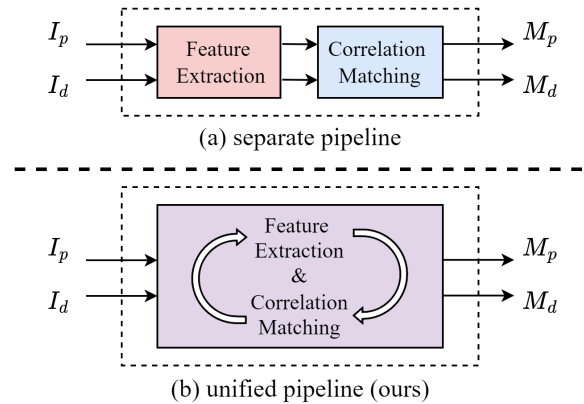 I_p
Feature
Correlation
M_p
I_d
Extraction
Matching
M_d
(a) separate pipeline
Feature
Extraction
I_p
M_p
&
I_d
Correlation
M_d
Matching
(b) unified pipeline (ours)